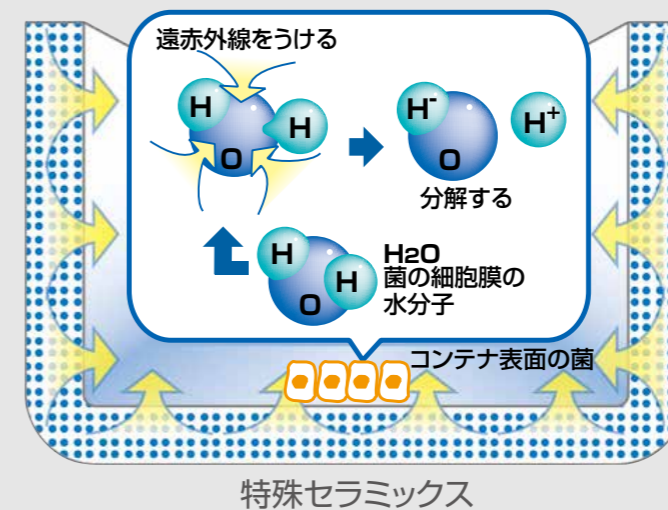 遠赤外線をうける
H
H
O
H-
H+
O
分解する
H
H
O
H2O
菌の細胞膜の
水分子
コンテナ表面の菌
特殊セラミックス